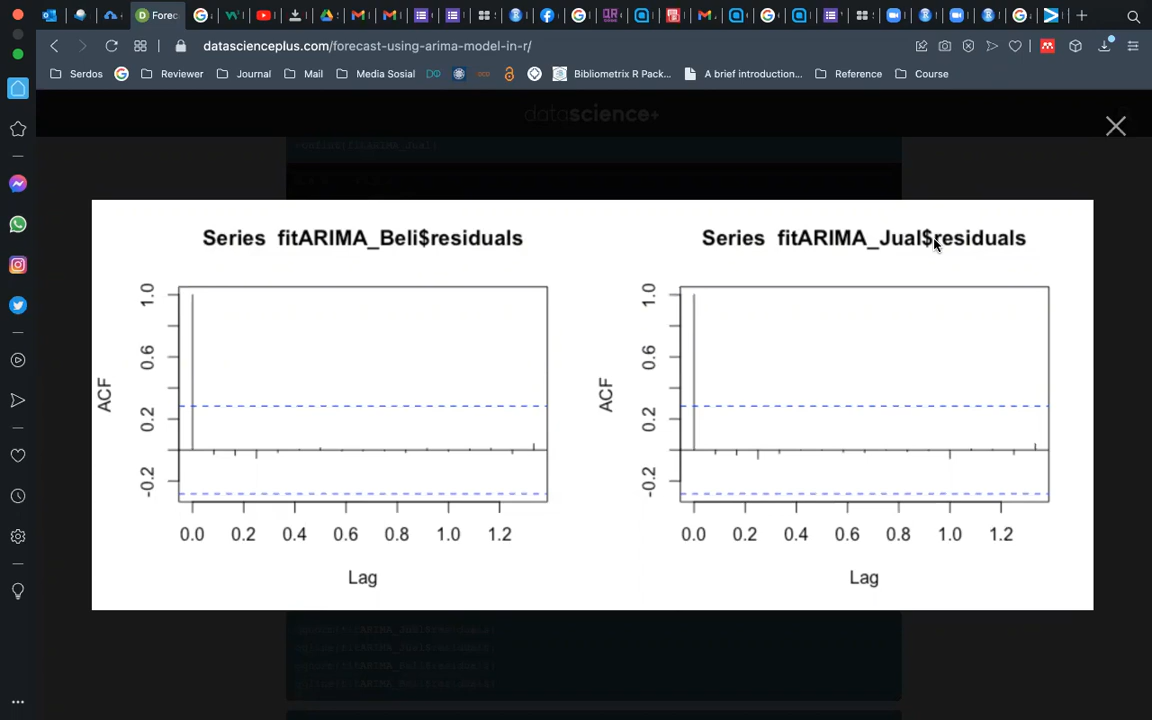 Forec
datascienceplus.com/forecast-using-arima-model-in-r/
Serdos
Reviewer
Journal
Mail
Media Sosial
Bibliometrix R Pack...
A brief introduction...
Reference
Course
datascience+
Series fitARIMA_Beli$residuals
Series fitARIMA_Jual$residuals
ACF
1.0
0.6
0.2
-0.2
0.0 0.2 0.4 0.6 0.8 1.0 1.2
Lag
ACF
1.0
0.6
0.2
-0.2
0.0 0.2 0.4 0.6 0.8 1.0 1.2
Lag